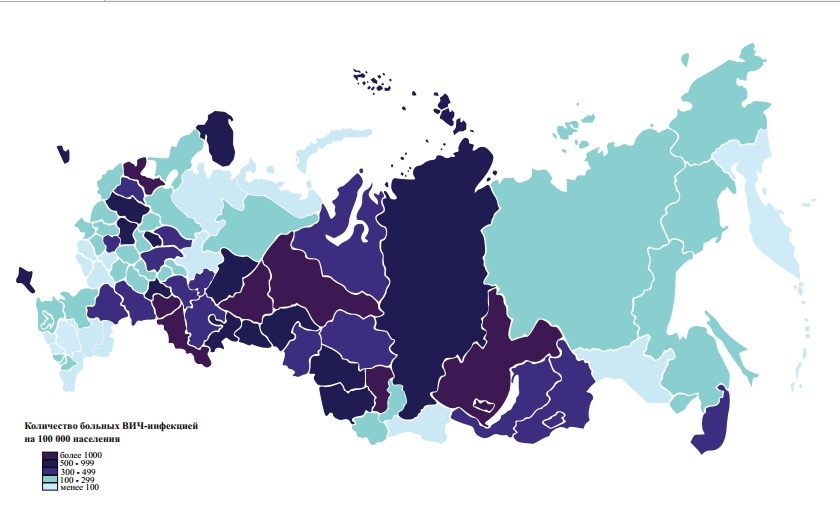 Количество больных ВИЧ-инфекцией
на 100 000 населения
более 1000
500 - 999
300 - 499
100 - 299
менее 100